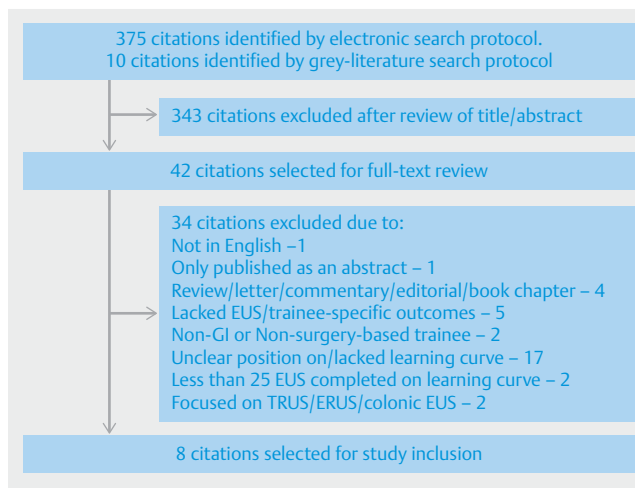 375 citations identified by electronic search protocol.
10 citations identified by grey-literature search protocol
343 citations excluded after review of title/abstract
42 citations selected for full-text review
34 citations excluded due to:
Not in English –1
Only published as an abstract – 1
Review/letter/commentary/editorial/book chapter – 4
Lacked EUS/trainee-specific outcomes – 5
Non-GI or Non-surgery-based trainee – 2
Unclear position on/lacked learning curve – 17
Less than 25 EUS completed on learning curve – 2
Focused on TRUS/ERUS/colonic EUS – 2
8 citations selected for study inclusion